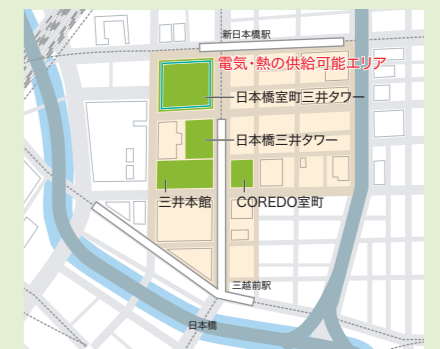 新日本橋駅
電気・熱の供給可能エリア
日本橋室町三井タワー
日本橋三井タワー
三井本館
COREDO室町
三越前駅
日本橋